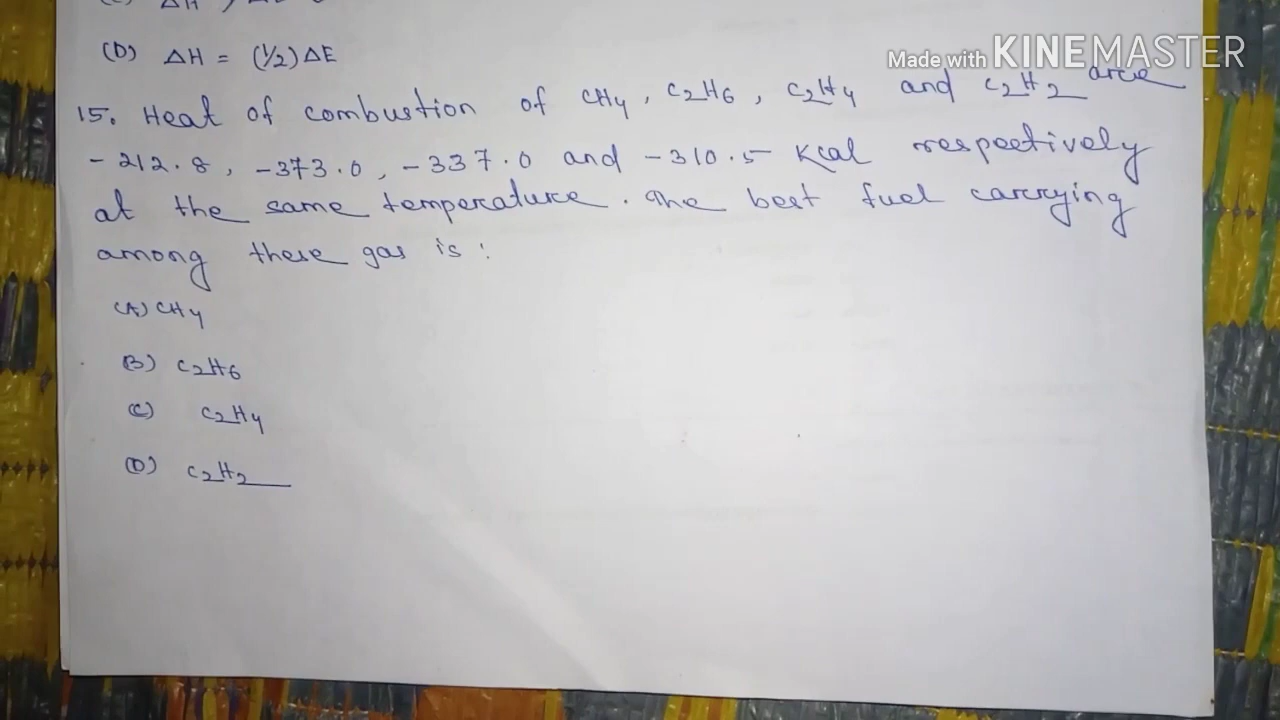 (D) ΔH = (1/2) ΔE
Made with KINEMASTER
15. Heat of combustion of CH4, C2H6, C2H4 and C2H2 are
-212.8, -373.0, -337.0 and -310.5 Kcal respectively
at the same temperature. The best fuel carrying
among these gas is :
(A) CH4
(B) C2H6
(C) C2H4
(D) C2H2